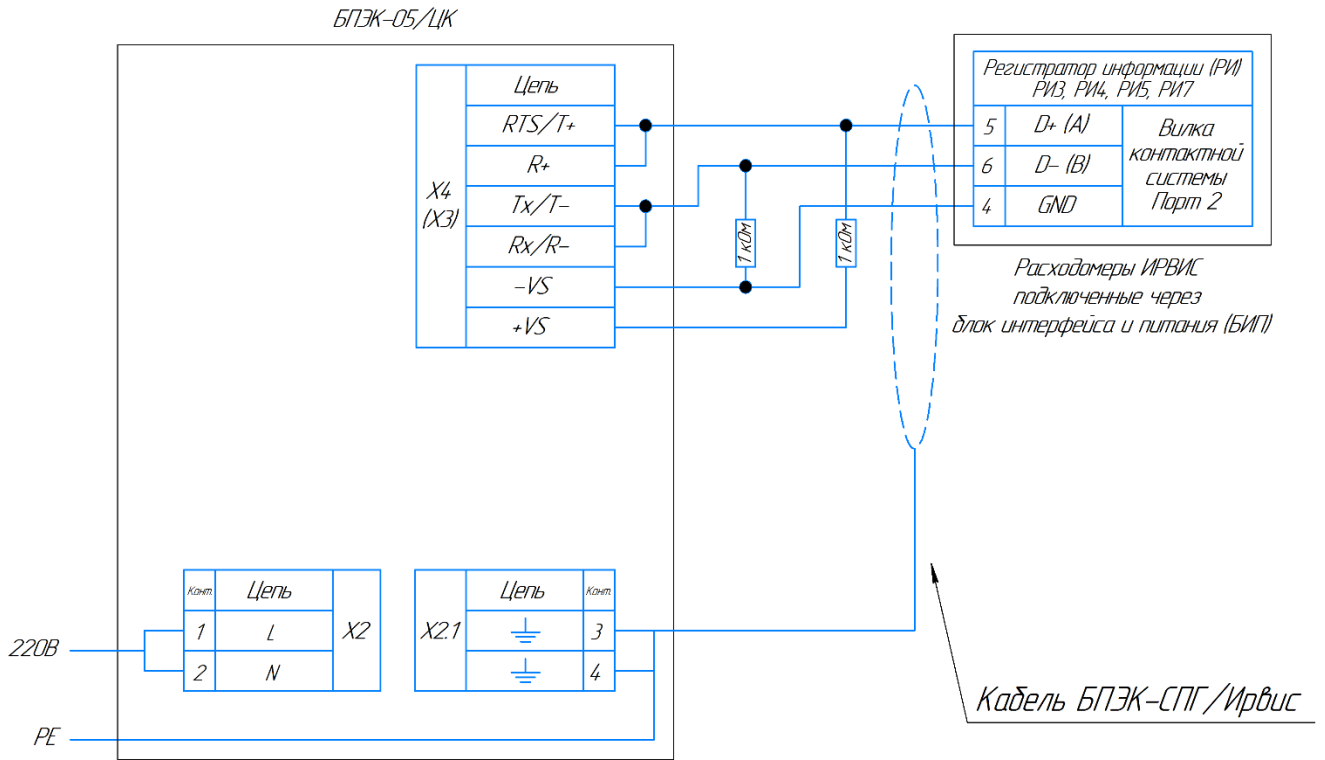 БПЭК-05/ЦК
X4
(X3)
Цепь
RTS/T+
R+
Tx/T-
Rx/R-
-VS
+VS
1 кОм
1 кОм
Регистратор информации (РИ)
РИ3, РИ4, РИ5, РИ7
5 D+ (A)
6 D- (B)
4 GND
Вилка
контактной
системы
Порт 2
Расходомеры ИРВИС
подключенные через
блок интерфейса и питания (БИП)
220В
PE
Конт. Цепь
1 L
2 N
X2
X2.1
Цепь Конт.
3
4
Кабель БПЭК-СПГ/Ирвис